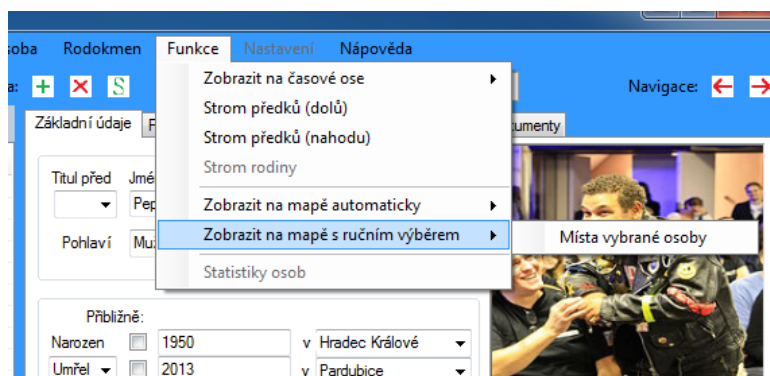 soba Rodokmen Funkce Nastavení Nápověda
a: Navigace:
Zobrazit na časové ose
Strom předků (dolů)
Strom předků (nahodu)
Strom rodiny
Zobrazit na mapě automaticky
Zobrazit na mapě s ručním výběrem
Místa vybrané osoby
Statistiky osob
Základní údaje F cumenty
Titul před Jmé
Pep
Pohlaví Mu
Přibližně:
Narozen 1950 v Hradec Králové
Umřel 2013 v Pardubice